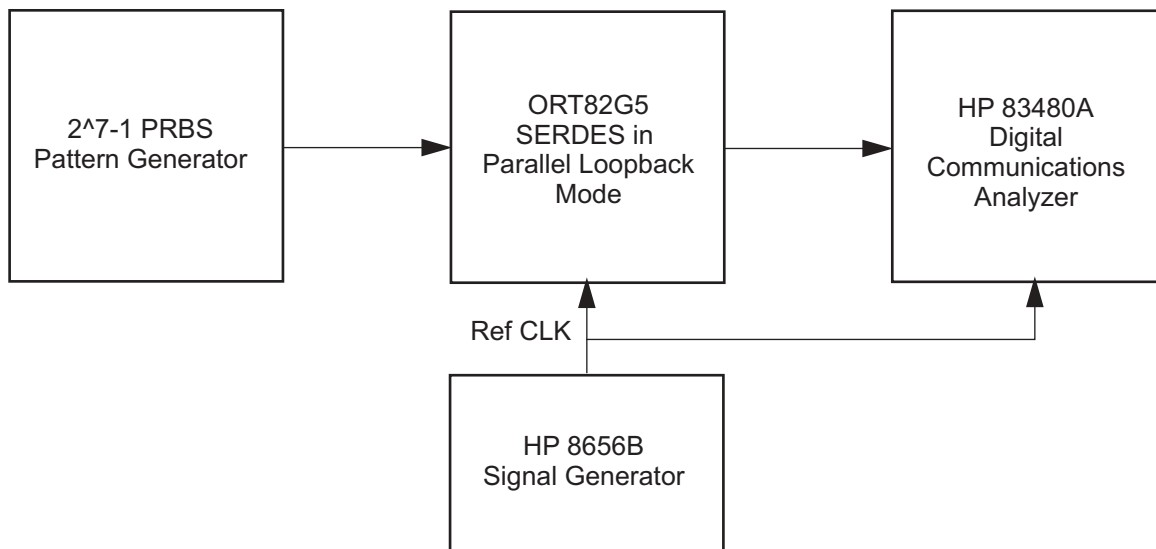 2^7-1 PRBS
Pattern Generator
ORT82G5
SERDES in
Parallel Loopback
Mode
HP 83480A
Digital
Communications
Analyzer
Ref CLK
HP 8656B
Signal Generator